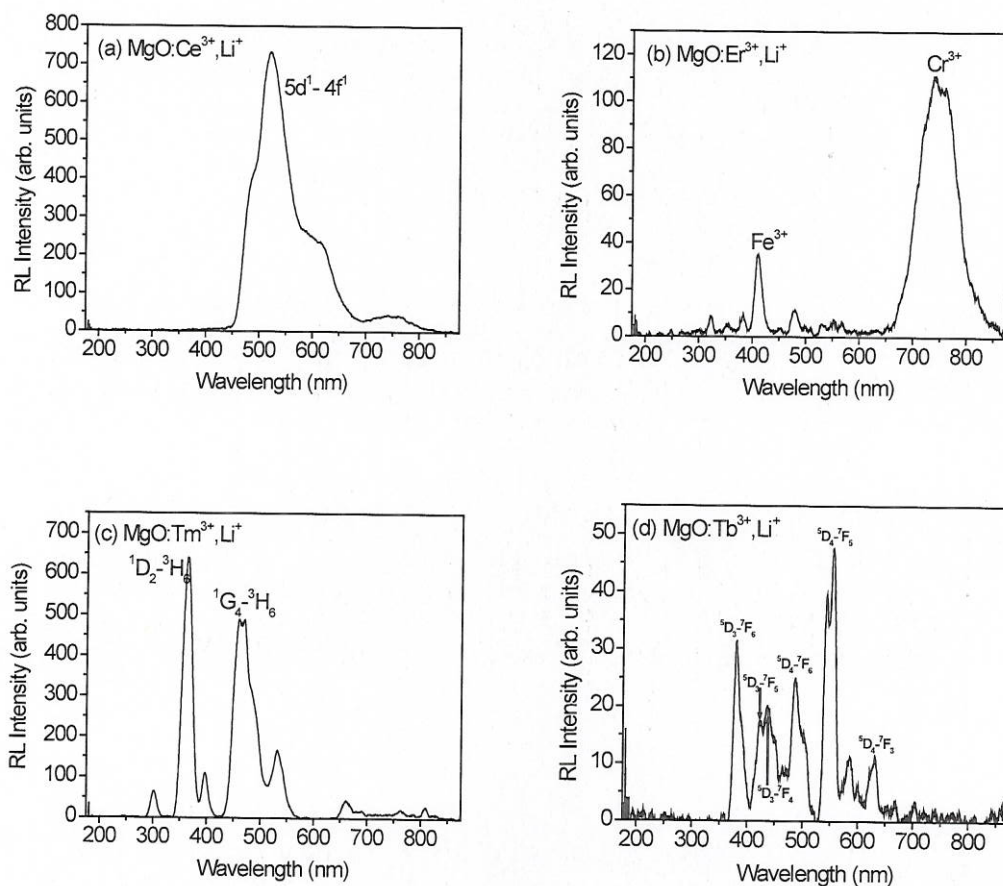 (a) MgO:Ce³⁺,Li⁺
5d¹- 4f¹
RL Intensity (arb. units)
800
700
600
500
400
300
200
100
0
200 300 400 500 600 700 800
Wavelength (nm)
(b) MgO:Er³⁺,Li⁺
Cr³⁺
Fe³⁺
RL Intensity (arb. units)
120
100
80
60
40
20
0
200 300 400 500 600 700 800
Wavelength (nm)
(c) MgO:Tm³⁺,Li⁺
¹D₂-³H₆
¹G₄-³H₆
RL Intensity (arb. units)
700
600
500
400
300
200
100
0
200 300 400 500 600 700 800
Wavelength (nm)
(d) MgO:Tb³⁺,Li⁺
⁵D₄-⁷F₅
⁵D₃-⁷F₆
⁵D₃-⁷F₅
⁵D₄-⁷F₆
⁵D₄-⁷F₃
⁵D₃-⁷F₄
RL Intensity (arb. units)
50
40
30
20
10
0
200 300 400 500 600 700 800
Wavelength (nm)